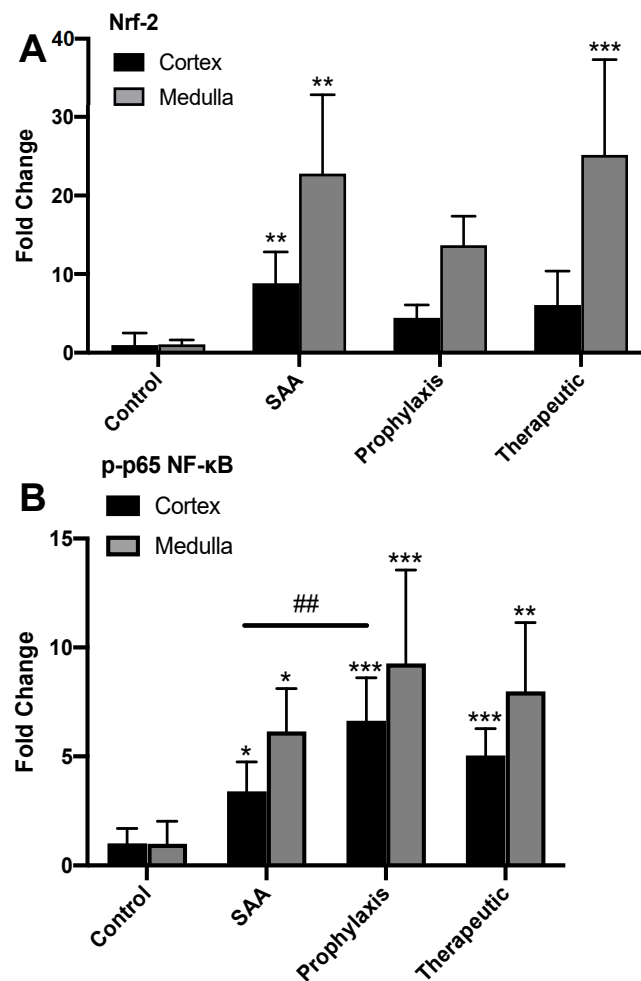 A
Nrf-2
Cortex
Medulla
Fold Change
40
30
20
10
0
**
**
***
Control
SAA
Prophylaxis
Therapeutic
B
p-p65 NF-κB
Cortex
Medulla
Fold Change
15
10
5
0
##
*
*
***
***
***
**
Control
SAA
Prophylaxis
Therapeutic